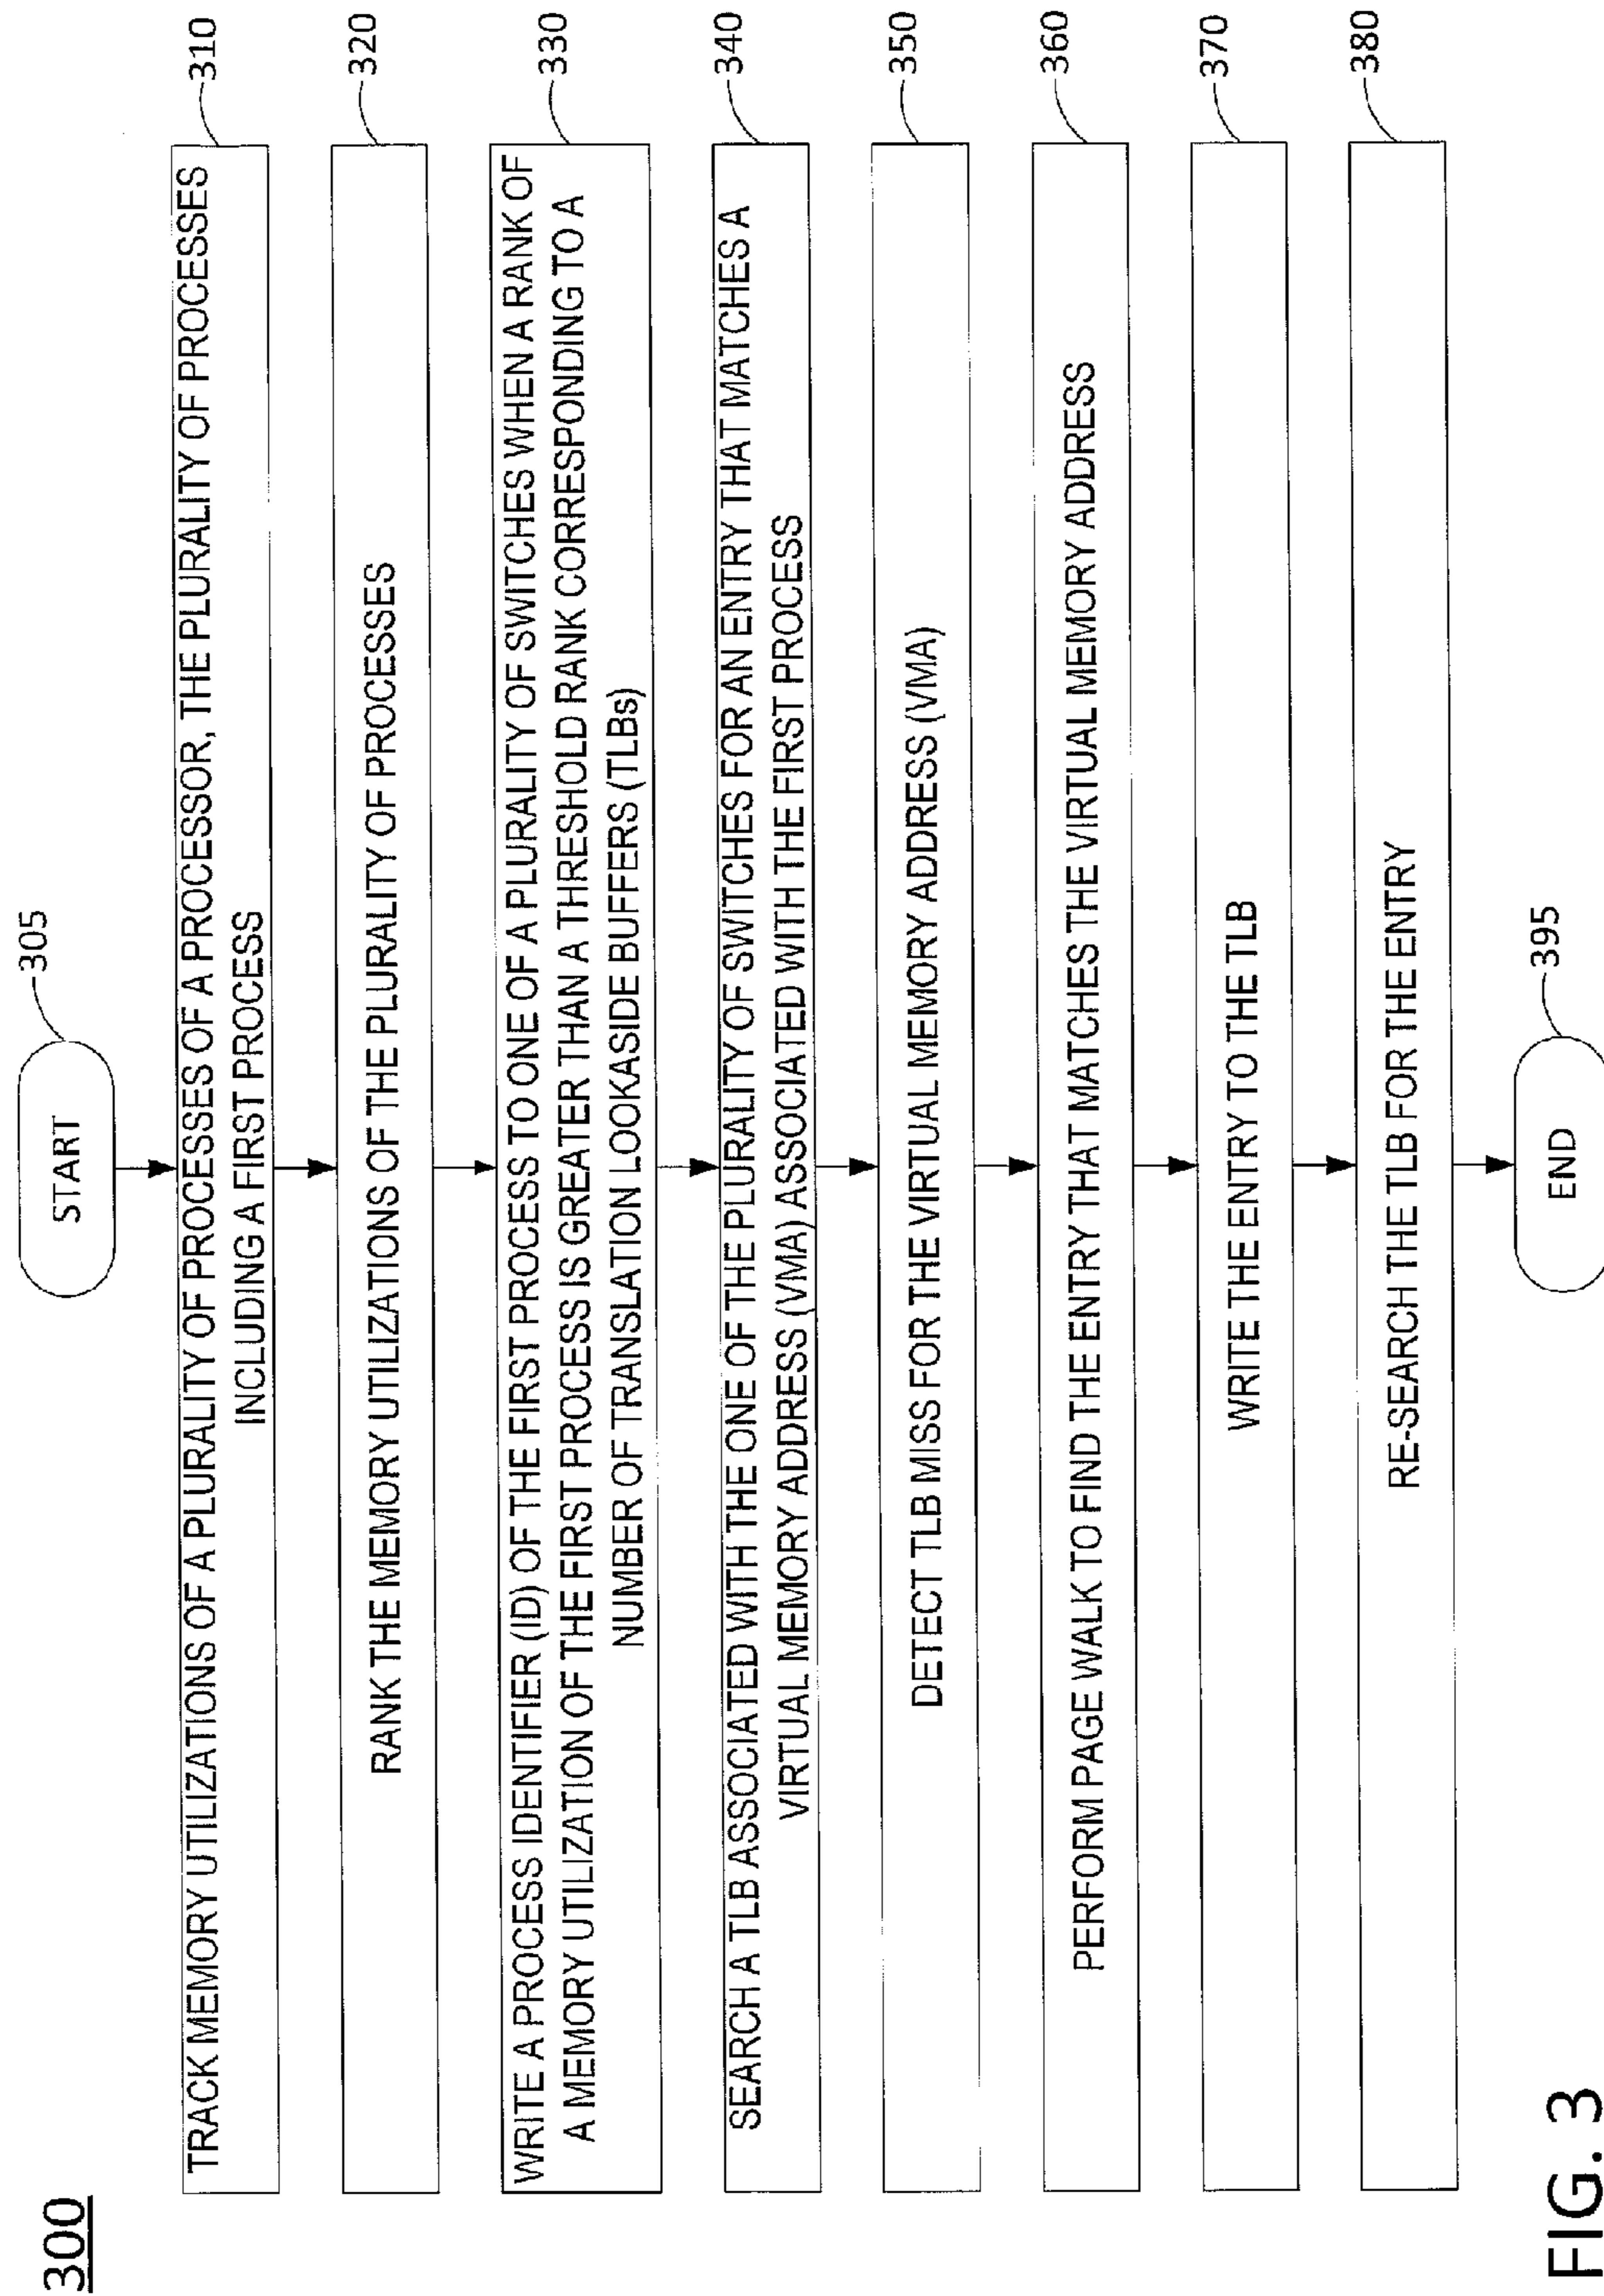 300
START
305
TRACK MEMORY UTILIZATIONS OF A PLURALITY OF PROCESSES OF A PROCESSOR, THE PLURALITY OF PROCESSES
INCLUDING A FIRST PROCESS
310
RANK THE MEMORY UTILIZATIONS OF THE PLURALITY OF PROCESSES
320
WRITE A PROCESS IDENTIFIER (ID) OF THE FIRST PROCESS TO ONE OF A PLURALITY OF SWITCHES WHEN A RANK OF
A MEMORY UTILIZATION OF THE FIRST PROCESS IS GREATER THAN A THRESHOLD RANK CORRESPONDING TO A
NUMBER OF TRANSLATION LOOKASIDE BUFFERS (TLBs)
330
SEARCH A TLB ASSOCIATED WITH THE ONE OF THE PLURALITY OF SWITCHES FOR AN ENTRY THAT MATCHES A
VIRTUAL MEMORY ADDRESS (VMA) ASSOCIATED WITH THE FIRST PROCESS
340
DETECT TLB MISS FOR THE VIRTUAL MEMORY ADDRESS (VMA)
350
PERFORM PAGE WALK TO FIND THE ENTRY THAT MATCHES THE VIRTUAL MEMORY ADDRESS
360
WRITE THE ENTRY TO THE TLB
370
RE-SEARCH THE TLB FOR THE ENTRY
380
END
395
FIG. 3